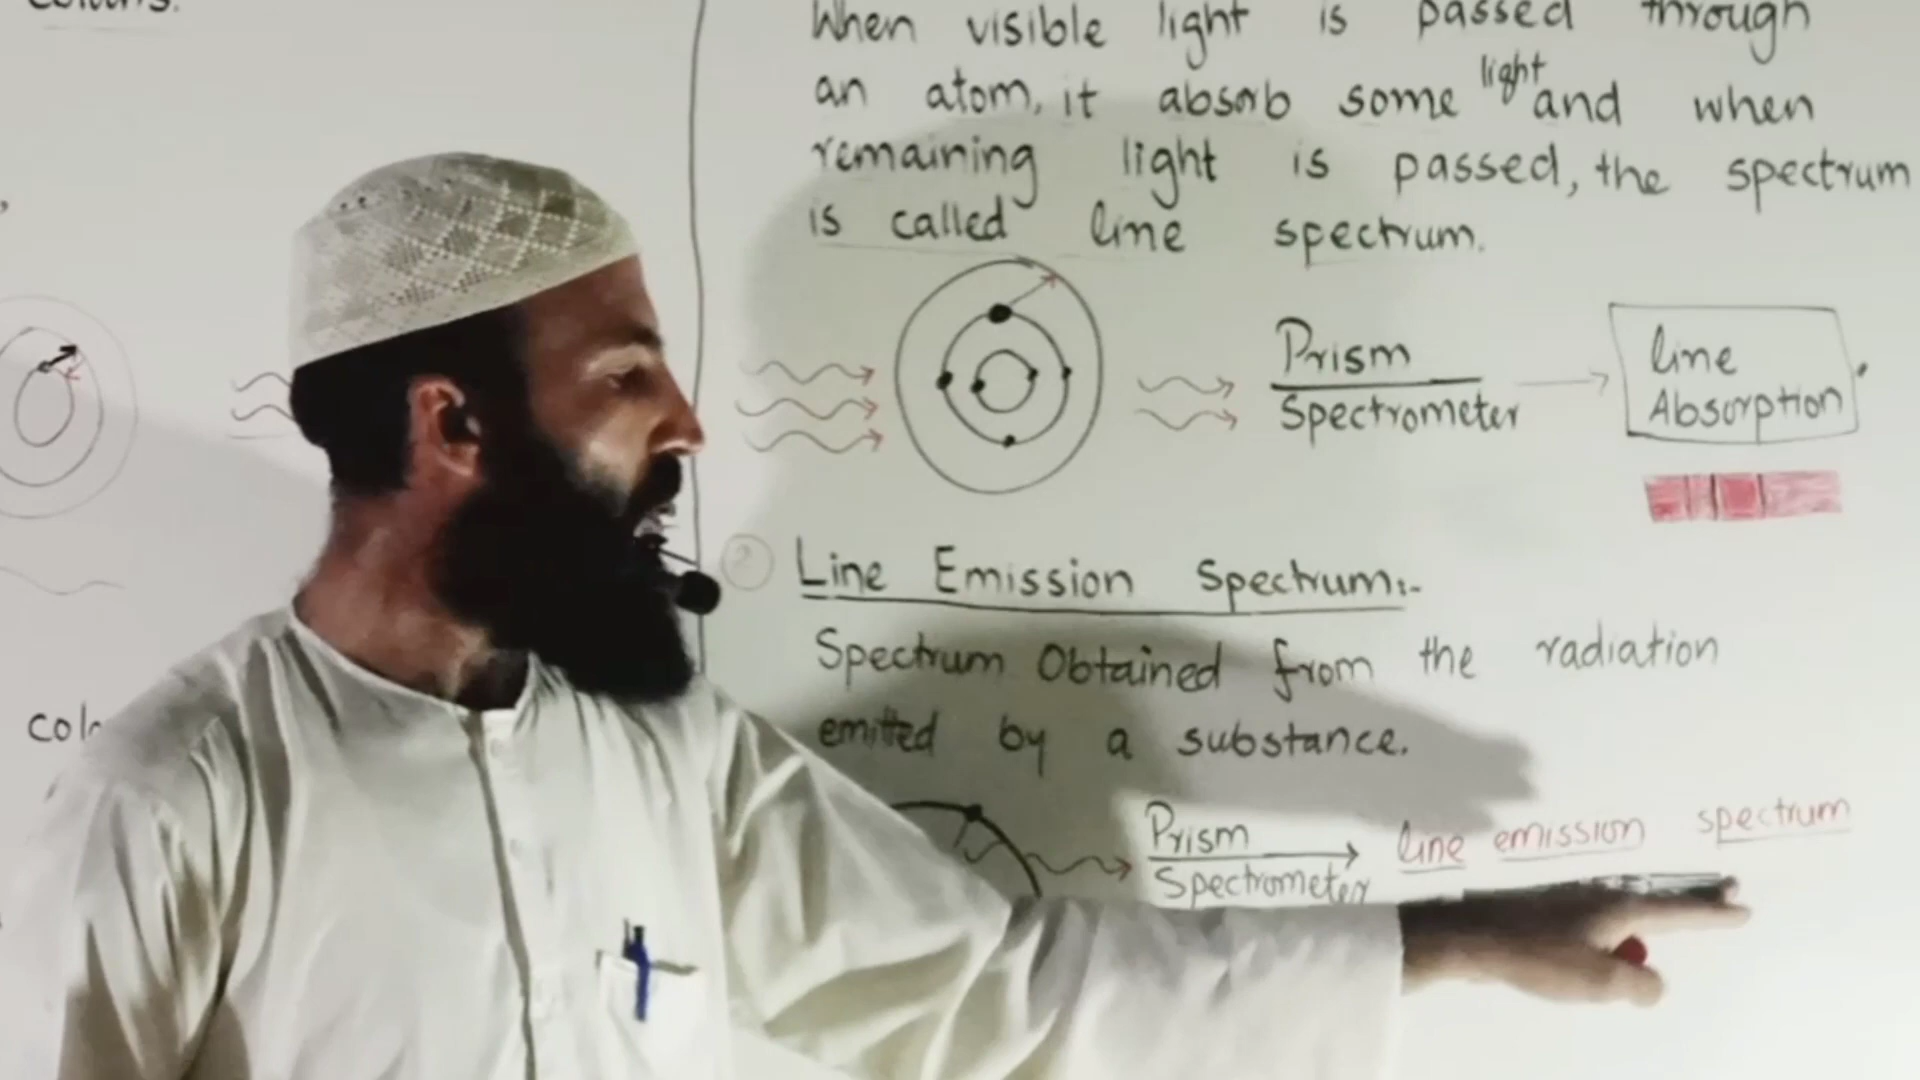 colours.
When visible light is passed through
an atom, it absorb some light and when
remaining light is passed, the spectrum
is called line spectrum.
Prism
Spectrometer
line
Absorption
2 Line Emission Spectrum:-
Spectrum Obtained from the radiation
emitted by a substance.
Prism
Spectrometer
line emission spectrum